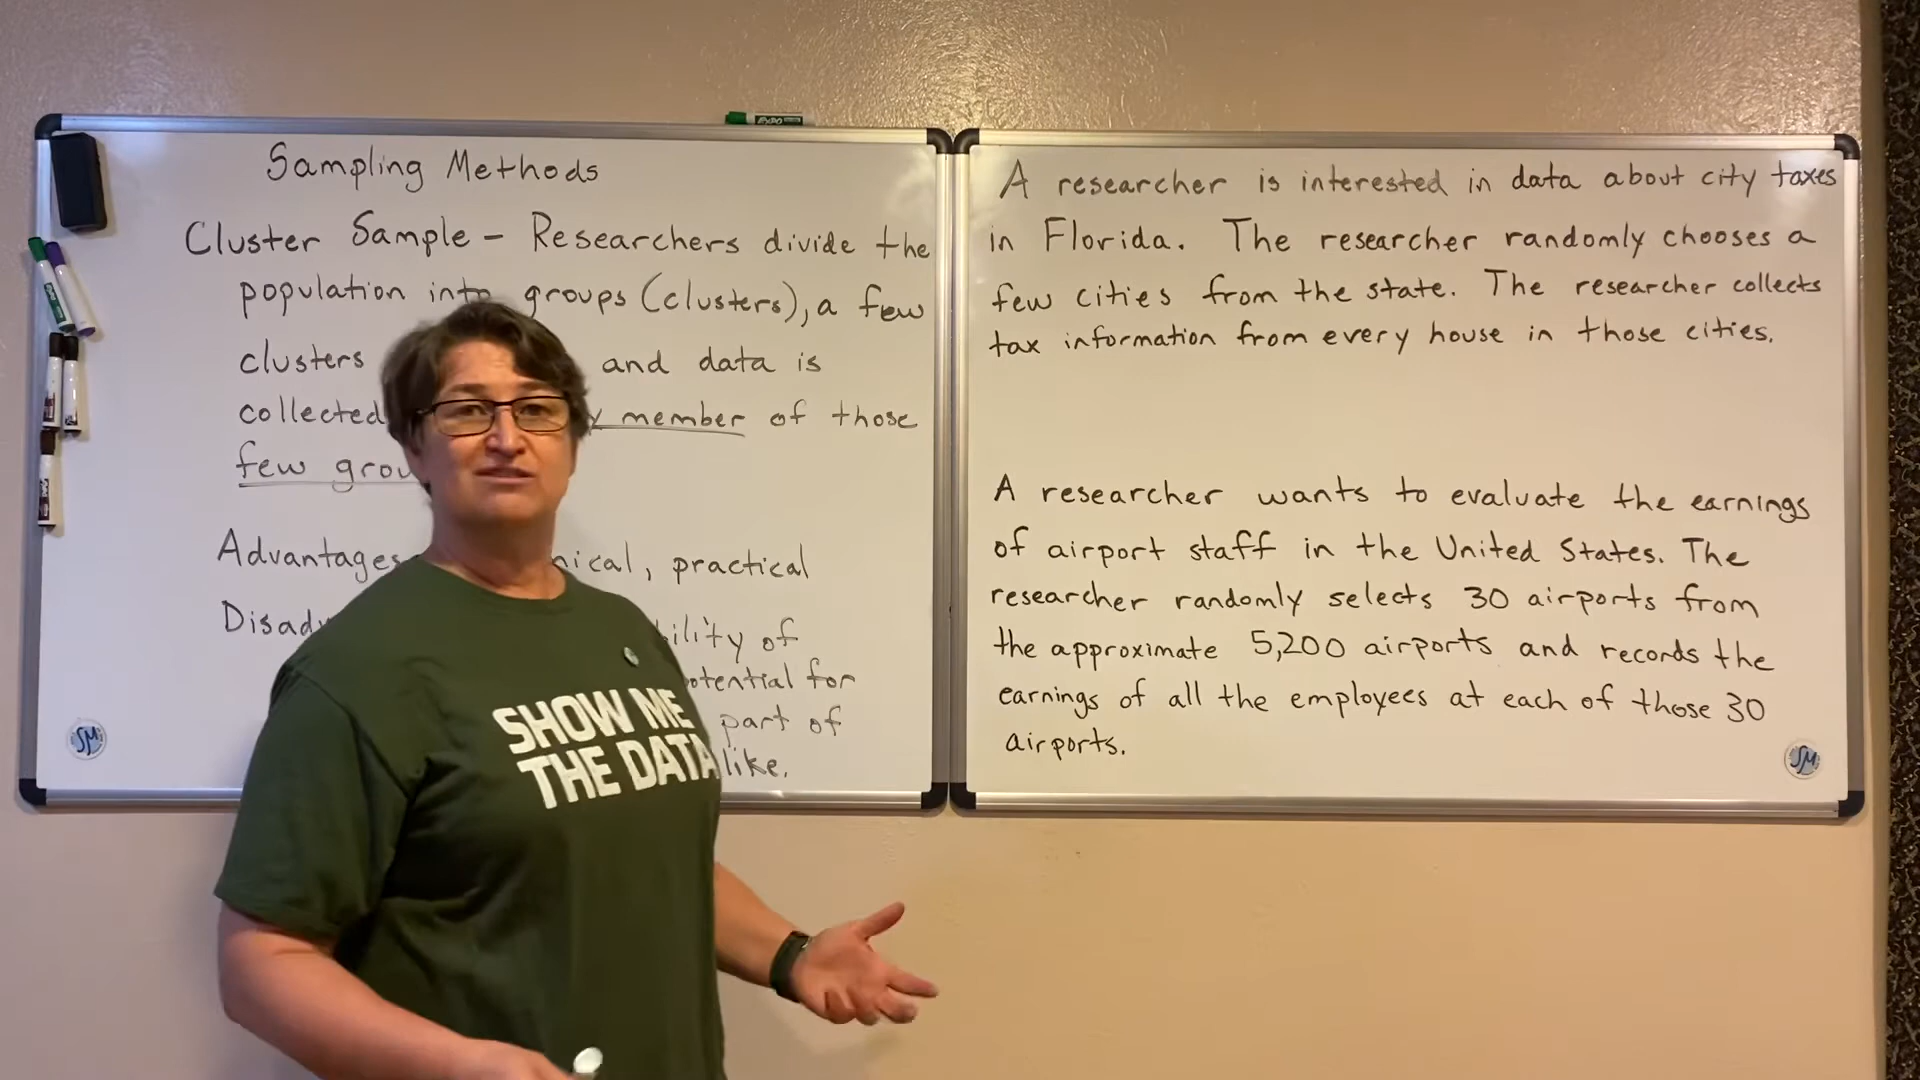 EXPO
Sampling Methods
Cluster Sample - Researchers divide the
population into groups (clusters), a few
clusters and data is
collected member of those
few
Advantages , practical
of
for
part of
like.
A researcher is interested in data about city taxes
in Florida. The researcher randomly chooses a
few cities from the state. The researcher collects
tax information from every house in those cities.
A researcher wants to evaluate the earnings
of airport staff in the United States. The
researcher randomly selects 30 airports from
the approximate 5,200 airports and records the
earnings of all the employees at each of those 30
airports.
SM
SM
SHOW ME
THE DATA